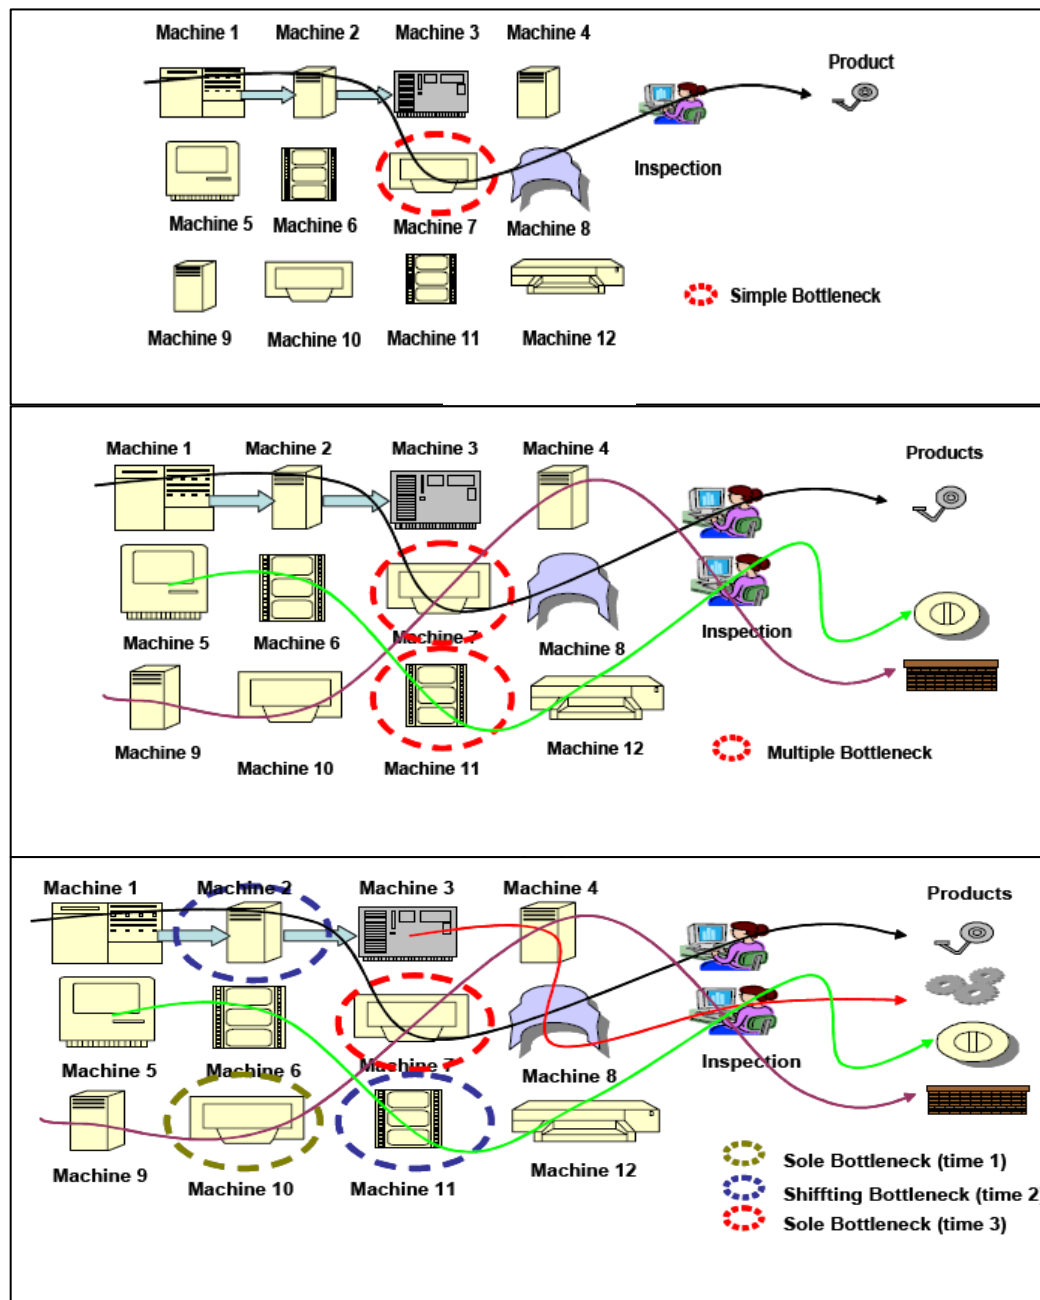 Machine 1
Machine 2
Machine 3
Machine 4
Product
Inspection
Machine 5
Machine 6
Machine 7
Machine 8
Simple Bottleneck
Machine 9
Machine 10
Machine 11
Machine 12
Machine 1
Machine 2
Machine 3
Machine 4
Products
Machine 5
Machine 6
Machine 7
Machine 8
Inspection
Machine 9
Machine 10
Machine 11
Machine 12
Multiple Bottleneck
Machine 1
Machine 2
Machine 3
Machine 4
Products
Machine 5
Machine 6
Machine 7
Machine 8
Inspection
Machine 9
Machine 10
Machine 11
Machine 12
Sole Bottleneck (time 1)
Shiffting Bottleneck (time 2)
Sole Bottleneck (time 3)